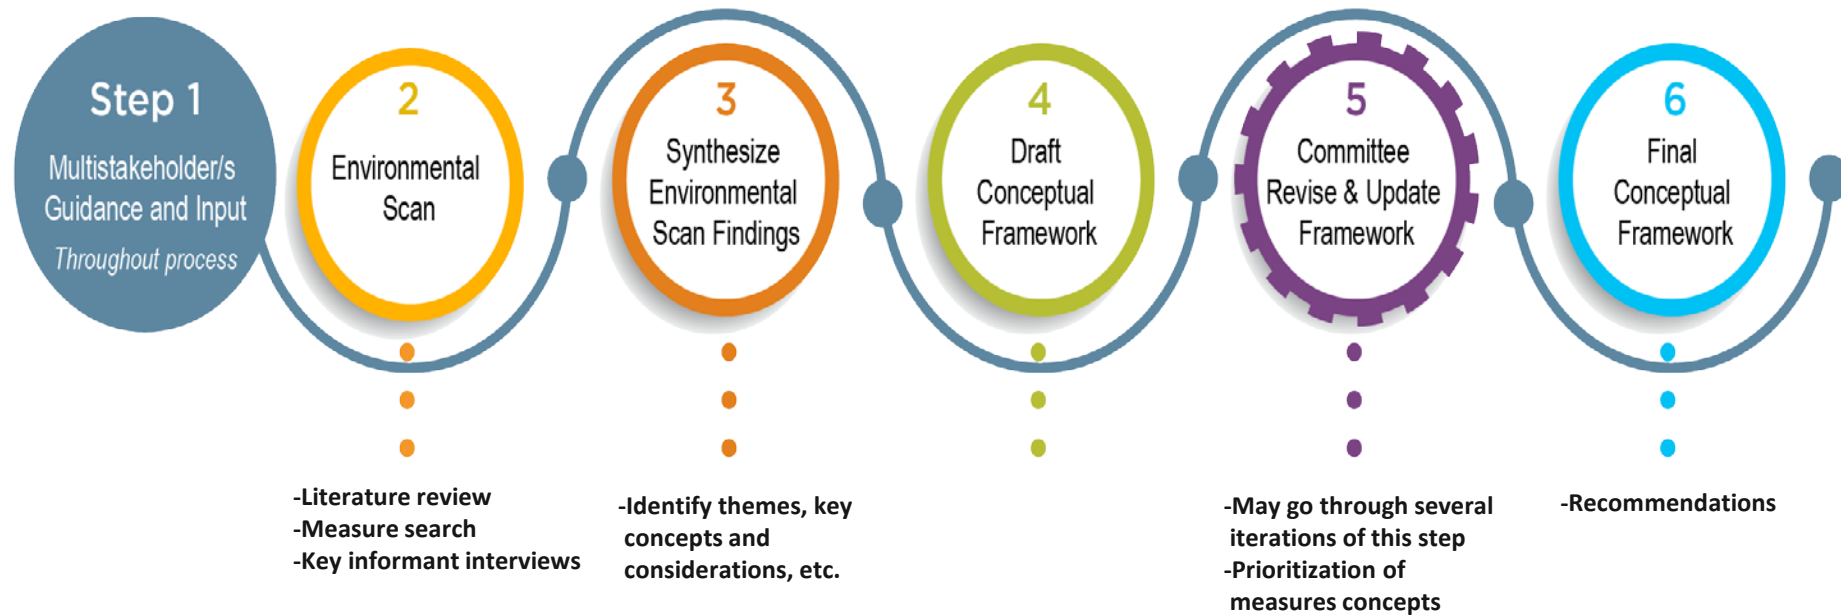 Step 1
Multistakeholder/s
Guidance and Input
Throughout process
2
Environmental
Scan
3
Synthesize
Environmental
Scan Findings
4
Draft
Conceptual
Framework
5
Committee
Revise & Update
Framework
6
Final
Conceptual
Framework
-Literature review
-Measure search
-Key informant interviews
-Identify themes, key
concepts and
considerations, etc.
-May go through several
iterations of this step
-Prioritization of
measures concepts
-Recommendations